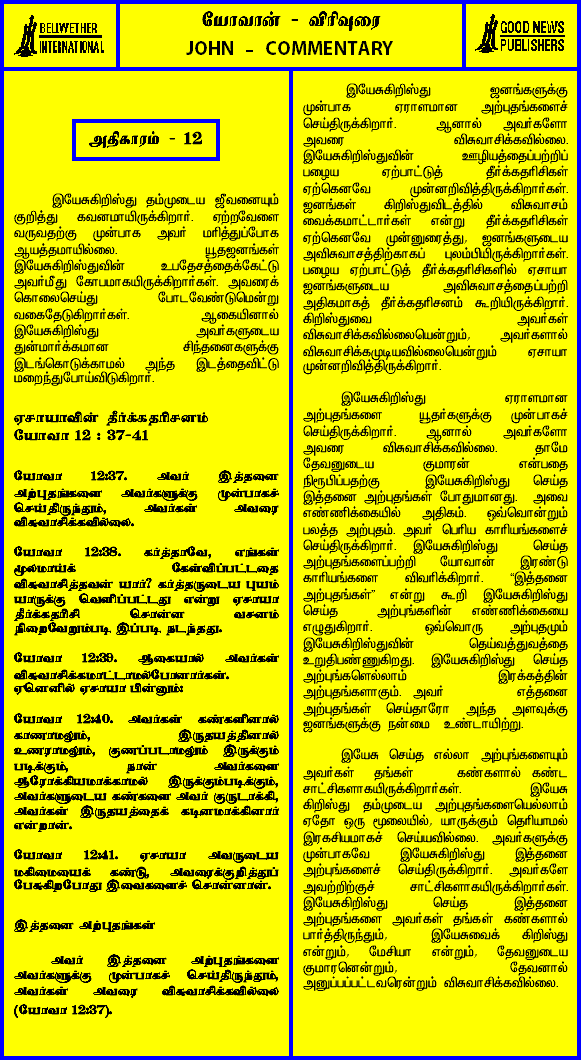 BELWETHER
INTERNATIONAL
யோவான் - விரிவுரை
JOHN - COMMENTARY
GOOD NEWS
PUBLISHERS
அதிகாரம் - 12
இயேசுகிறிஸ்து தம்முடைய ஜீவனையும்
குறித்து கவனமாயிருக்கிறார். ஏற்றவேளை
வருவதற்கு முன்பாக அவர் மரித்துப்போக
ஆயத்தமாயில்லை. யூதஜனங்கள்
இயேசுகிறிஸ்துவின் உபதேசத்தைக்கேட்டு
அவர்மீது கோபமாகயிருக்கிறார்கள். அவரைக்
கொலைசெய்து போடவேண்டுமென்று
வகைதேடுகிறார்கள். ஆகையினால்
இயேசுகிறிஸ்து அவர்களுடைய
துன்மார்க்கமான சிந்தனைகளுக்கு
இடங்கொடுக்காமல் அந்த இடத்தைவிட்டு
மறைந்துபோய்விடுகிறார்.
ஏசாயாவின் தீர்க்கதரிசனம்
யோவா 12 : 37-41
யோவா 12:37. அவர் இத்தனை
அற்புதங்களை அவர்களுக்கு முன்பாகச்
செய்திருந்தும், அவர்கள் அவரை
விசுவாசிக்கவில்லை.
யோவா 12:38. கர்த்தாவே, எங்கள்
மூலமாய்க் கேள்விப்பட்டதை
விசுவாசித்தவன் யார்? கர்த்தருடைய புயம்
யாருக்கு வெளிப்பட்டது என்று ஏசாயா
தீர்க்கதரிசி சொன்ன வசனம்
நிறைவேறும்படி இப்படி நடந்தது.
யோவா 12:39. ஆகையால் அவர்கள்
விசுவாசிக்கமாட்டாமல்போனார்கள்.
ஏனெனில் ஏசாயா பின்னும்:
யோவா 12:40. அவர்கள் கண்களினால்
காணாமலும், இருதயத்தினால்
உணராமலும், குணப்படாமலும் இருக்கும்
படிக்கும், நான் அவர்களை
ஆரோக்கியமாக்காமல் இருக்கும்படிக்கும்,
அவர்களுடைய கண்களை அவர் குருடாக்கி,
அவர்கள் இருதயத்தைக் கடினமாக்கினார்
என்றான்.
யோவா 12:41. ஏசாயா அவருடைய
மகிமையைக் கண்டு, அவரைக்குறித்துப்
பேசுகிறபோது இவைகளைச் சொன்னான்.
இத்தனை அற்புதங்கள்
அவர் இத்தனை அற்புதங்களை
அவர்களுக்கு முன்பாகச் செய்திருந்தும்,
அவர்கள் அவரை விசுவாசிக்கவில்லை
(யோவா 12:37).
இயேசுகிறிஸ்து ஜனங்களுக்கு
முன்பாக ஏராளமான அற்புதங்களைச்
செய்திருக்கிறார். ஆனால் அவர்களோ
அவரை விசுவாசிக்கவில்லை.
இயேசுகிறிஸ்துவின் ஊழியத்தைப்பற்றிப்
பழைய ஏற்பாட்டுத் தீர்க்கதரிசிகள்
ஏற்கெனவே முன்னறிவித்திருக்கிறார்கள்.
ஜனங்கள் கிறிஸ்துவிடத்தில் விசுவாசம்
வைக்கமாட்டார்கள் என்று தீர்க்கதரிசிகள்
ஏற்கெனவே முன்னுரைத்து, ஜனங்களுடைய
அவிசுவாசத்திற்காகப் புலம்பியிருக்கிறார்கள்.
பழைய ஏற்பாட்டுத் தீர்க்கதரிசிகளில் ஏசாயா
ஜனங்களுடைய அவிசுவாசத்தைப்பற்றி
அதிகமாகத் தீர்க்கதரிசனம் கூறியிருக்கிறார்.
கிறிஸ்துவை அவர்கள்
விசுவாசிக்கவில்லையென்றும், அவர்களால்
விசுவாசிக்கமுடியவில்லையென்றும் ஏசாயா
முன்னறிவித்திருக்கிறார்.
இயேசுகிறிஸ்து ஏராளமான
அற்புதங்களை யூதர்களுக்கு முன்பாகச்
செய்திருக்கிறார். ஆனால் அவர்களோ
அவரை விசுவாசிக்கவில்லை. தாமே
தேவனுடைய குமாரன் என்பதை
நிரூபிப்பதற்கு இயேசுகிறிஸ்து செய்த
இத்தனை அற்புதங்கள் போதுமானது. அவை
எண்ணிக்கையில் அதிகம். ஒவ்வொன்றும்
பலத்த அற்புதம். அவர் பெரிய காரியங்களைச்
செய்திருக்கிறார். இயேசுகிறிஸ்து செய்த
அற்புதங்களைப்பற்றி யோவான் இரண்டு
காரியங்களை விவரிக்கிறார். "இத்தனை
அற்புதங்கள்" என்று கூறி இயேசுகிறிஸ்து
செய்த அற்புங்களின் எண்ணிக்கையை
எழுதுகிறார். ஒவ்வொரு அற்புதமும்
இயேசுகிறிஸ்துவின் தெய்வத்துவத்தை
உறுதிபண்ணுகிறது. இயேசுகிறிஸ்து செய்த
அற்புங்களெல்லாம் இரக்கத்தின்
அற்புதங்களாகும். அவர் எத்தனை
அற்புதங்கள் செய்தாரோ அந்த அளவுக்கு
ஜனங்களுக்கு நன்மை உண்டாயிற்று.
இயேசு செய்த எல்லா அற்புங்களையும்
அவர்கள் தங்கள் கண்களால் கண்ட
சாட்சிகளாகயிருக்கிறார்கள். இயேசு
கிறிஸ்து தம்முடைய அற்புதங்களையெல்லாம்
ஏதோ ஒரு மூலையில், யாருக்கும் தெரியாமல்
இரகசியமாகச் செய்யவில்லை. அவர்களுக்கு
முன்பாகவே இயேசுகிறிஸ்து இத்தனை
அற்புங்களைச் செய்திருக்கிறார். அவர்களே
அவற்றிற்குச் சாட்சிகளாகயிருக்கிறார்கள்.
இயேசுகிறிஸ்து செய்த இத்தனை
அற்புதங்களை அவர்கள் தங்கள் கண்களால்
பார்த்திருந்தும், இயேசுவைக் கிறிஸ்து
என்றும், மேசியா என்றும், தேவனுடைய
குமாரனென்றும், தேவனால்
அனுப்பப்பட்டவரென்றும் விசுவாசிக்கவில்லை.